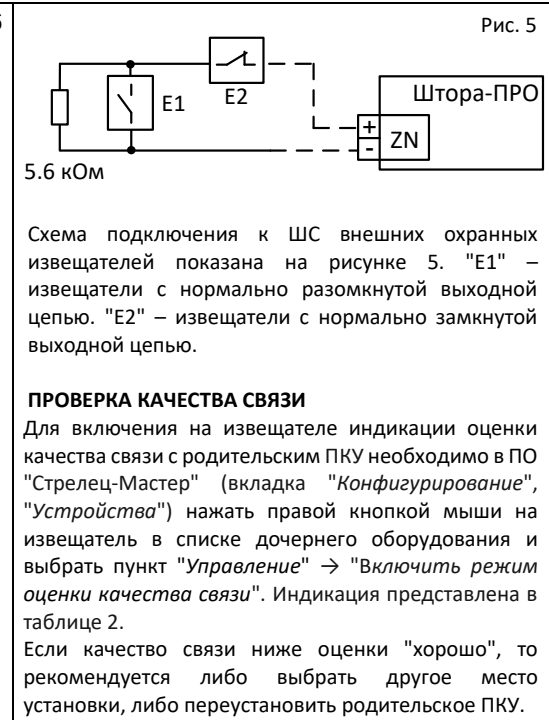 6
Рис. 5
E1
E2
Штора-ПРО
+
ZN
-
5.6 кОм
Схема подключения к ШС внешних охранных
извещателей показана на рисунке 5. "E1" –
извещатели с нормально разомкнутой выходной
цепью. "E2" – извещатели с нормально замкнутой
выходной цепью.
ПРОВЕРКА КАЧЕСТВА СВЯЗИ
Для включения на извещателе индикации оценки
качества связи с родительским ПКУ необходимо в ПО
"Стрелец-Мастер" (вкладка "Конфигурирование",
"Устройства") нажать правой кнопкой мыши на
извещатель в списке дочернего оборудования и
выбрать пункт "Управление" → "Включить режим
оценки качества связи". Индикация представлена в
таблице 2.
Если качество связи ниже оценки "хорошо", то
рекомендуется либо выбрать другое место
установки, либо переустановить родительское ПКУ.